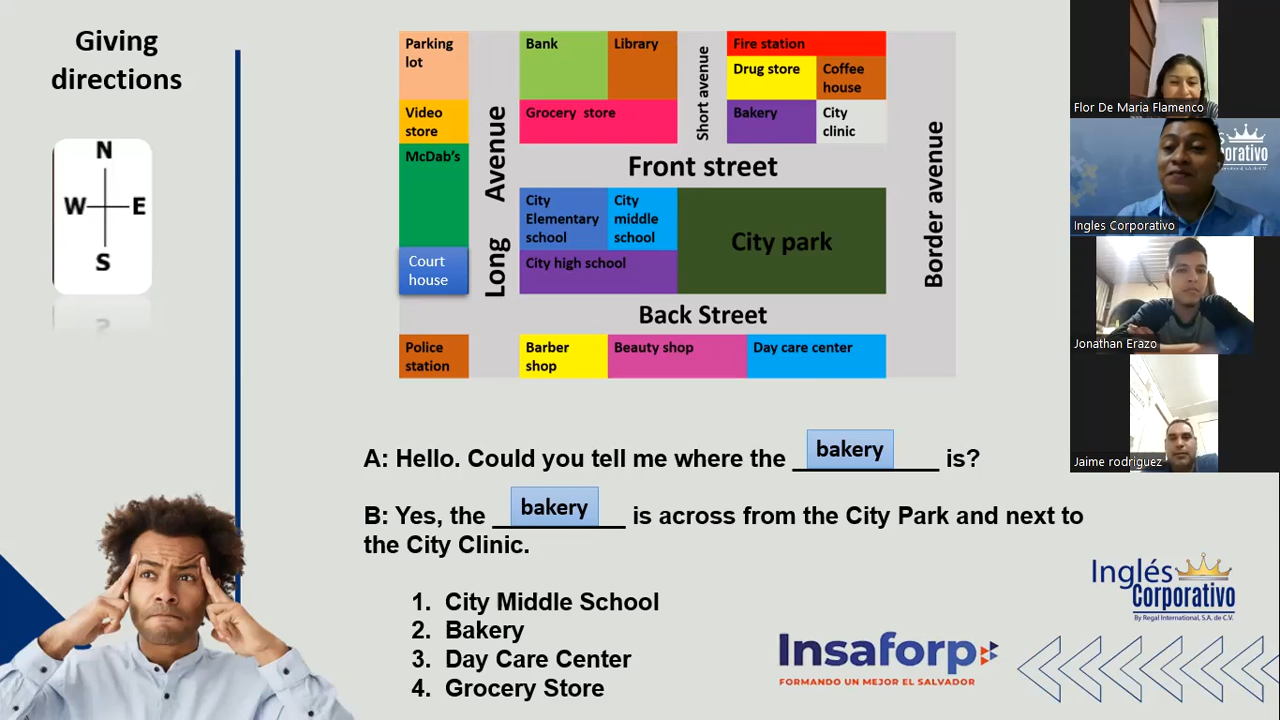 Giving
directions
N
W
E
S
Parking
lot
Video
store
McDab's
Court
house
Police
station
Long Avenue
Bank
Library
Grocery store
Short avenue
Fire station
Drug store
Coffee
house
Bakery
City
clinic
Front street
City
Elementary
school
City
middle
school
City high school
City park
Border avenue
Back Street
Barber
shop
Beauty shop
Day care center
A: Hello. Could you tell me where the bakery is?
B: Yes, the bakery is across from the City Park and next to
the City Clinic.
1. City Middle School
2. Bakery
3. Day Care Center
4. Grocery Store
Insaforp
FORMANDO UN MEJOR EL SALVADOR
Inglés
Corporativo
By Regal International, S.A. de C.V.
Flor De Maria Flamenco
orativo
Ingles Corporativo
Jonathan Erazo
Jaime rodriguez